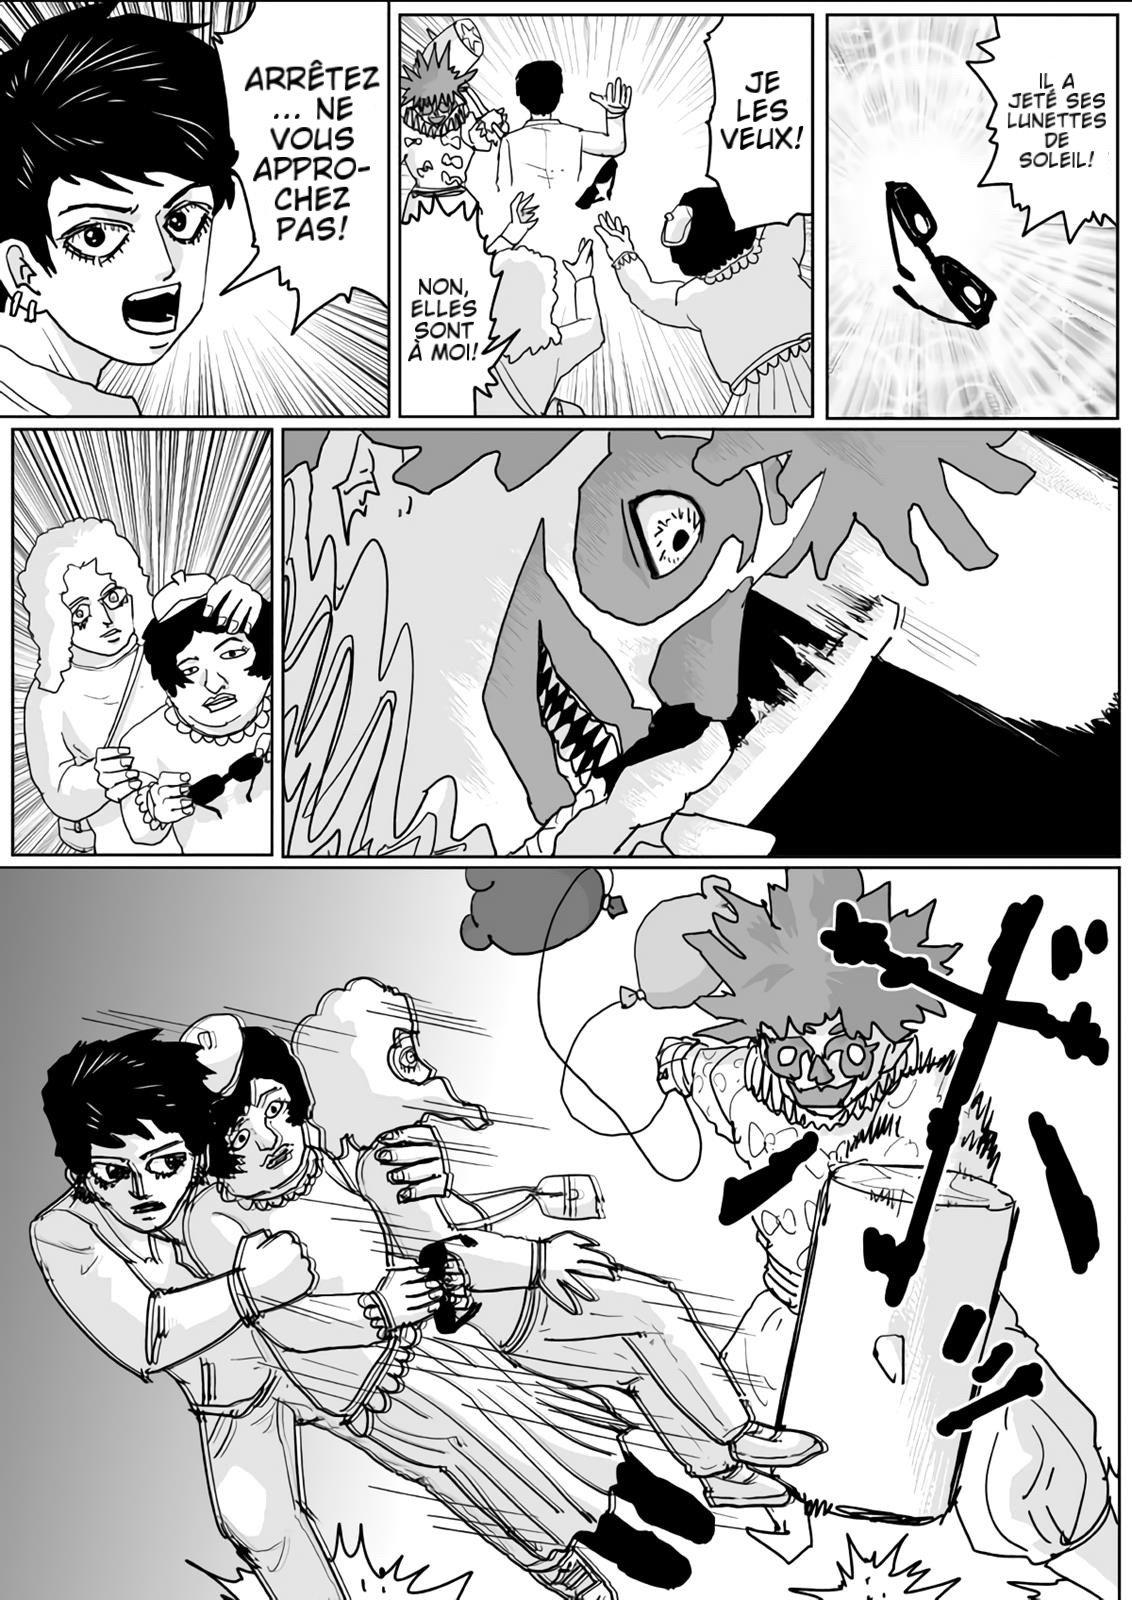 IL A
JETÉ SES
LUNETTES
DE
SOLEIL!
JE
LES
VEUX!
NON,
ELLES
SONT
À MOI!
ARRÊTEZ
... NE
VOUS
APPRO-
CHEZ
PAS!